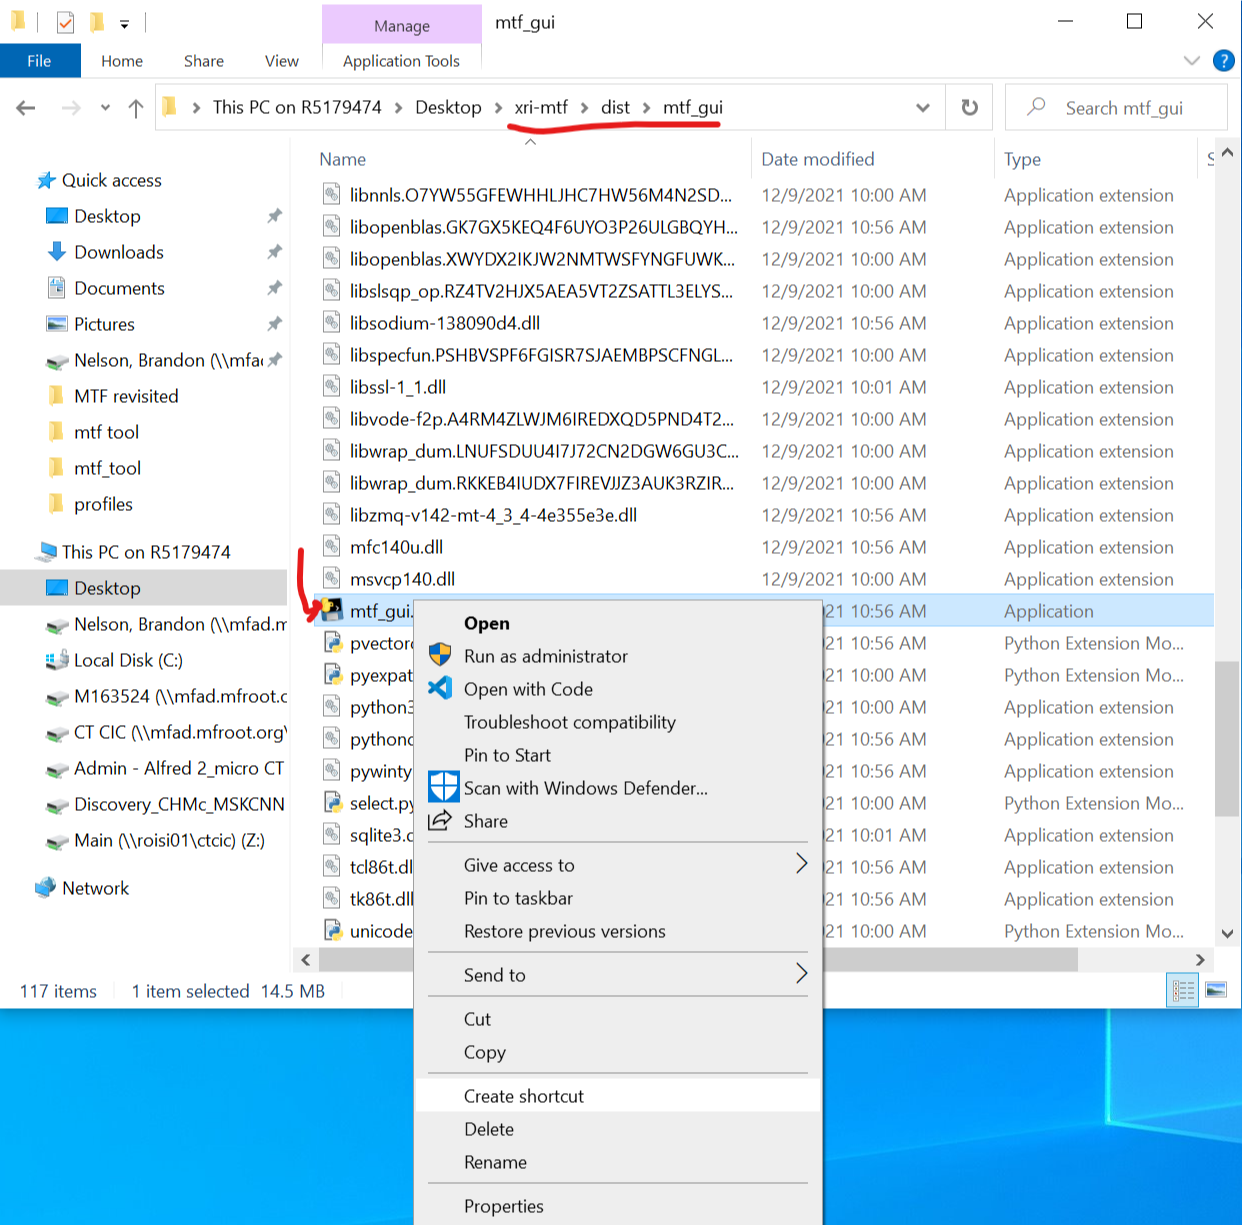 Manage
mtf_gui
File
Home
Share
View
Application Tools
This PC on R5179474 > Desktop > xri-mtf > dist > mtf_gui
Search mtf_gui
Name
Date modified
Type
S
Quick access
Desktop
Downloads
Documents
Pictures
Nelson, Brandon (\\mfac
MTF revisited
mtf tool
mtf_tool
profiles
This PC on R5179474
Desktop
Nelson, Brandon (\\mfad.m
Local Disk (C:)
M163524 (\\mfad.mfroot.c
CT CIC (\\mfad.mfroot.org\
Admin - Alfred 2_micro CT
Discovery_CHMc_MSKCNN
Main (\\roisi01\ctcic) (Z:)
Network
libnnls.O7YW55GFEWHHLJHC7HW56M4N2SD... 12/9/2021 10:00 AM Application extension
libopenblas.GK7GX5KEQ4F6UYO3P26ULGBQYH... 12/9/2021 10:56 AM Application extension
libopenblas.XWYDX2IKJW2NMTWSFYNGFUWK... 12/9/2021 10:00 AM Application extension
libslsqp_op.RZ4TV2HJX5AEA5VT2ZSATTL3ELYS... 12/9/2021 10:00 AM Application extension
libsodium-138090d4.dll 12/9/2021 10:56 AM Application extension
libspecfun.PSHBVSPF6FGISR7SJAEMBPSCFNGL... 12/9/2021 10:00 AM Application extension
libssl-1_1.dll 12/9/2021 10:01 AM Application extension
libvode-f2p.A4RM4ZLWJM6IREDXQD5PND4T2... 12/9/2021 10:00 AM Application extension
libwrap_dum.LNUFSDUU4I7J72CN2DGW6GU3C... 12/9/2021 10:00 AM Application extension
libwrap_dum.RKKEB4IUDX7FIREVJJZ3AUK3RZIR... 12/9/2021 10:00 AM Application extension
libzmq-v142-mt-4_3_4-4e355e3e.dll 12/9/2021 10:56 AM Application extension
mfc140u.dll 12/9/2021 10:56 AM Application extension
msvcp140.dll 12/9/2021 10:00 AM Application extension
mtf_gui. 021 10:56 AM Application
pvectorc 21 10:56 AM Python Extension Mo...
pyexpat 21 10:00 AM Python Extension Mo...
python3 21 10:00 AM Application extension
pythonc 21 10:56 AM Application extension
pywinty 21 10:56 AM Application extension
select.py 21 10:00 AM Python Extension Mo...
sqlite3.c 21 10:01 AM Application extension
tcl86t.dl 21 10:56 AM Application extension
tk86t.dll 21 10:56 AM Application extension
unicode 21 10:00 AM Python Extension Mo...
Open
Run as administrator
Open with Code
Troubleshoot compatibility
Pin to Start
Scan with Windows Defender...
Share
Give access to
Pin to taskbar
Restore previous versions
Send to
Cut
Copy
Create shortcut
Delete
Rename
Properties
117 items
1 item selected 14.5 MB